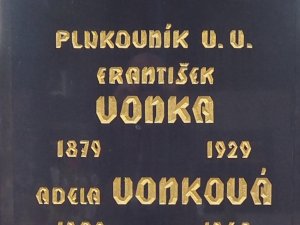 PLUKOVNÍK V. V.
FRANTIŠEK
VONKA
1879 1929
ADELA VONKOVÁ